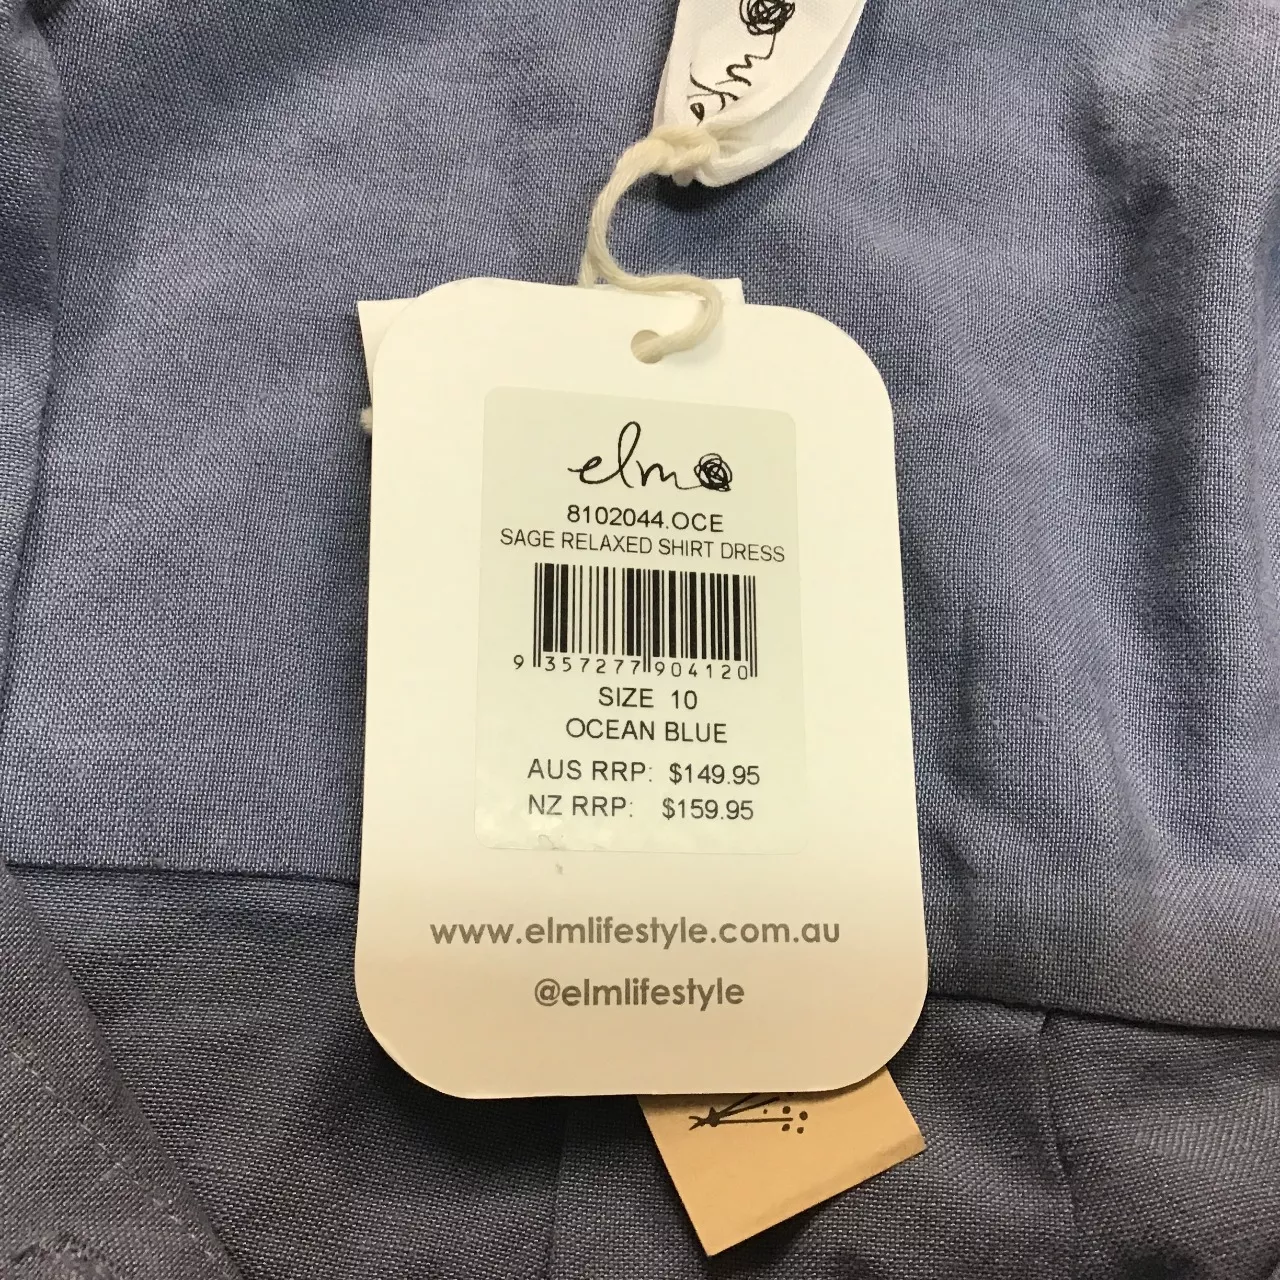 elm
8102044.OCE
SAGE RELAXED SHIRT DRESS
9 357277 904120
SIZE 10
OCEAN BLUE
AUS RRP: $149.95
NZ RRP: $159.95
www.elmlifestyle.com.au
@elmlifestyle